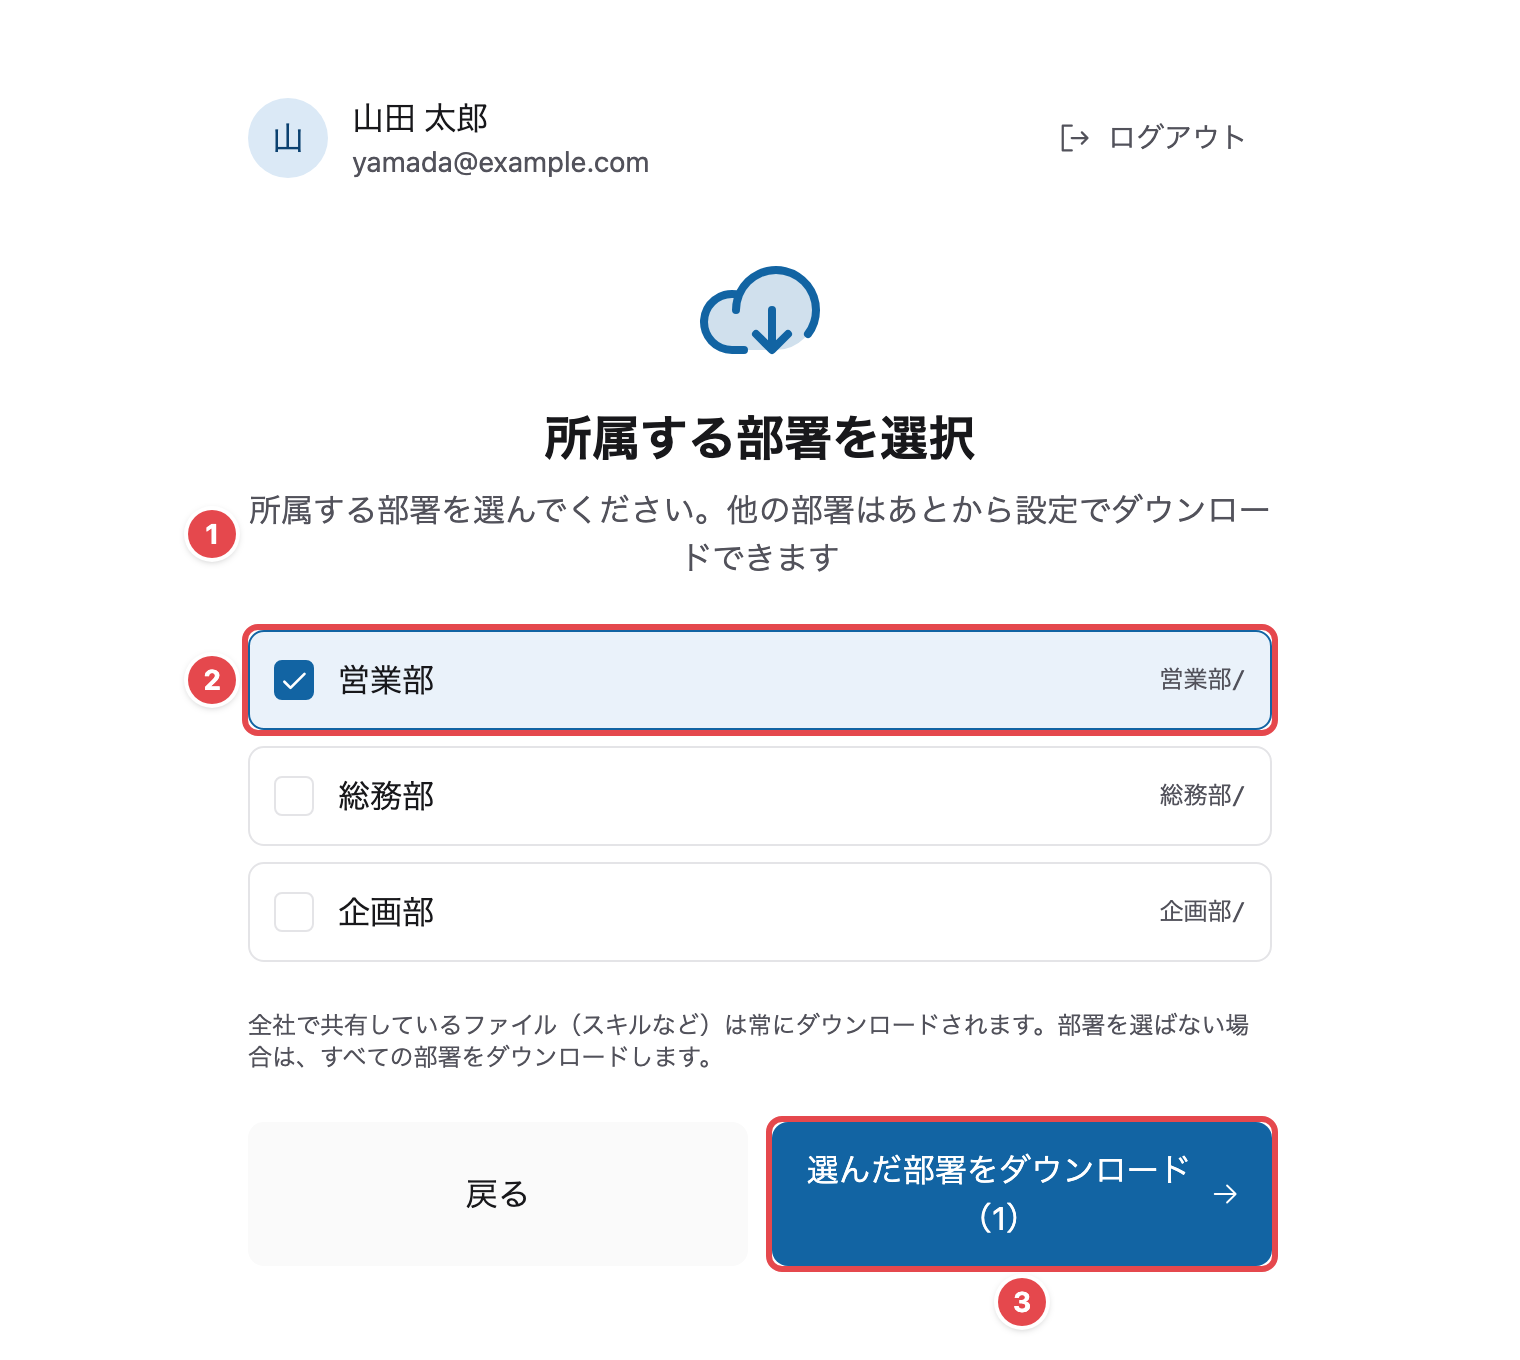 山
山田 太郎
yamada@example.com
ログアウト
所属する部署を選択
1
所属する部署を選んでください。他の部署はあとから設定でダウンロー
ドできます
2
営業部
営業部/
総務部
総務部/
企画部
企画部/
全社で共有しているファイル（スキルなど）は常にダウンロードされます。部署を選ばない場
合は、すべての部署をダウンロードします。
戻る
選んだ部署をダウンロード
（1）
3